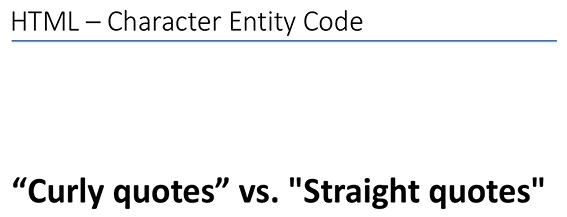 HTML – Character Entity Code
“Curly quotes” vs. "Straight quotes"